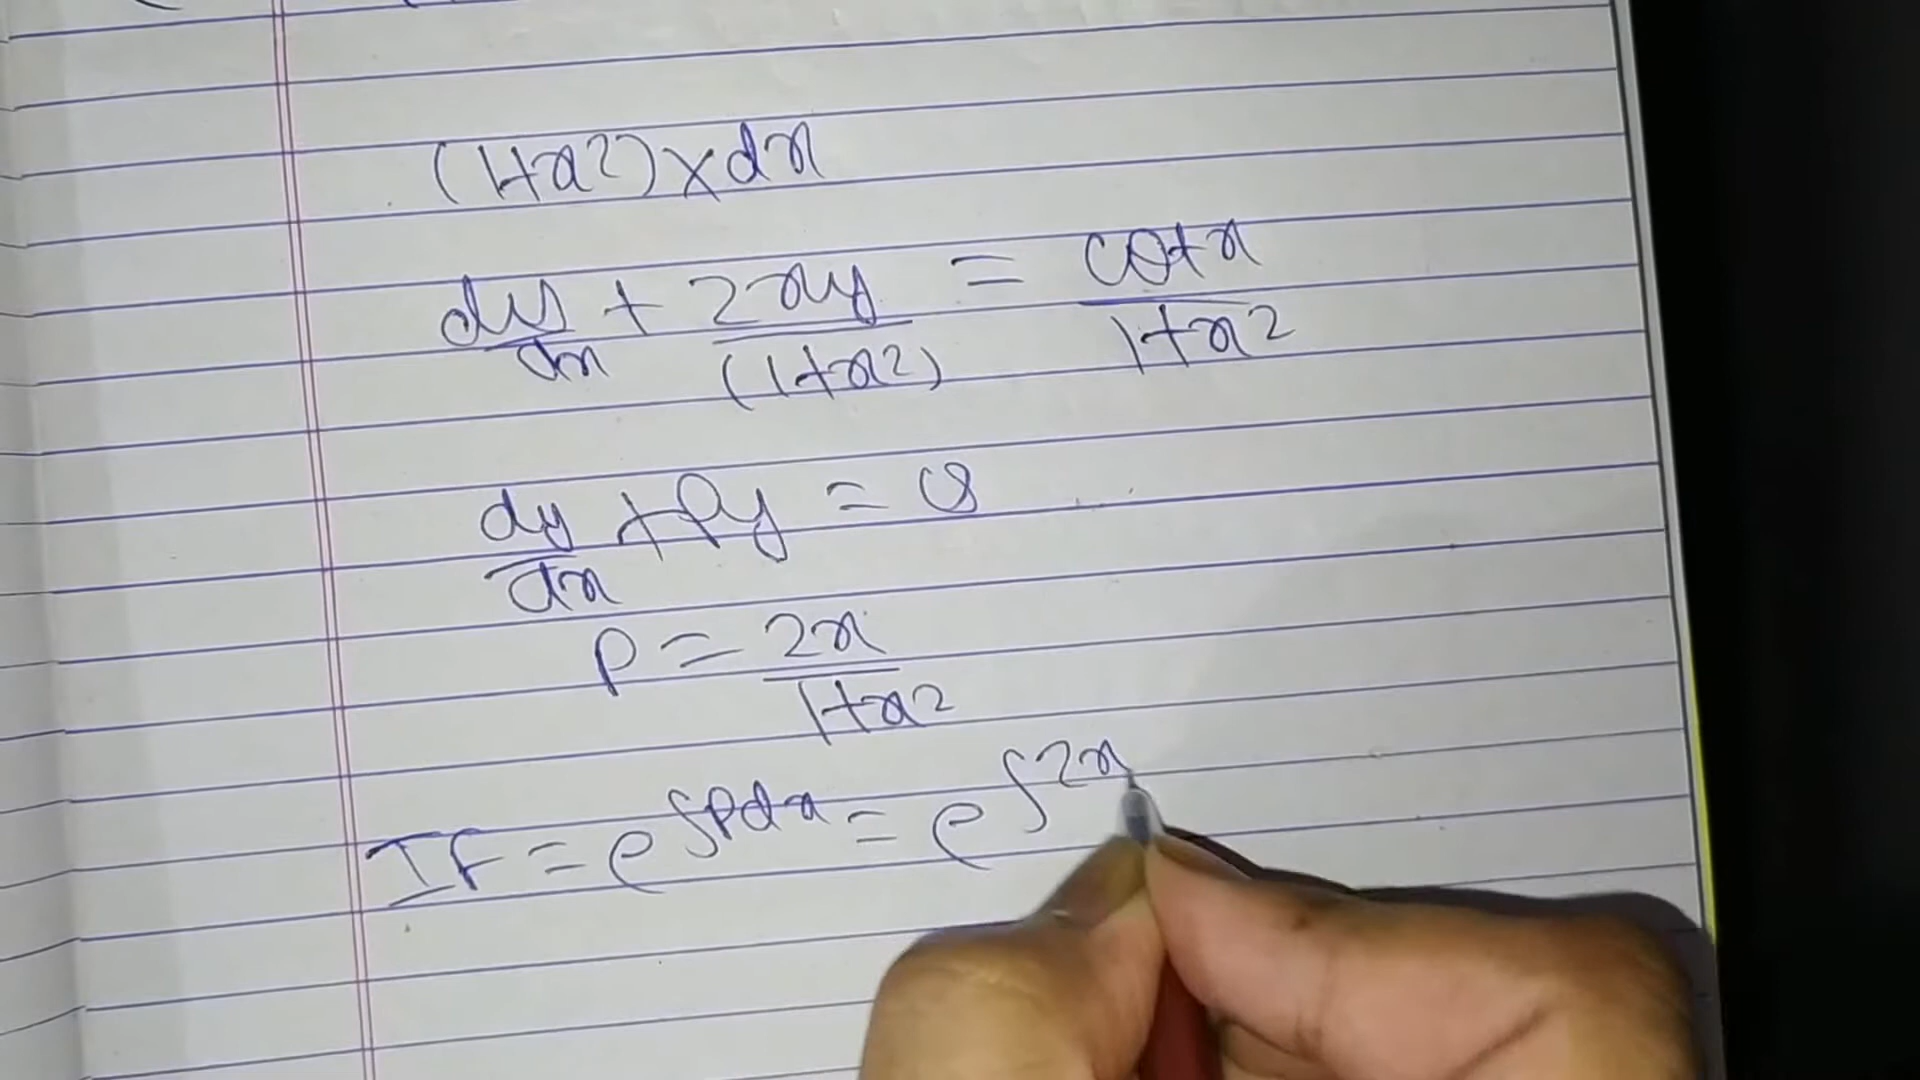 (1+x²)×dx
dy/dx + 2xy/(1+x²) = cotx/1+x²
dy/dx +Py = Q
P = 2x/1+x²
IF = e^∫Pdx = e^∫2x